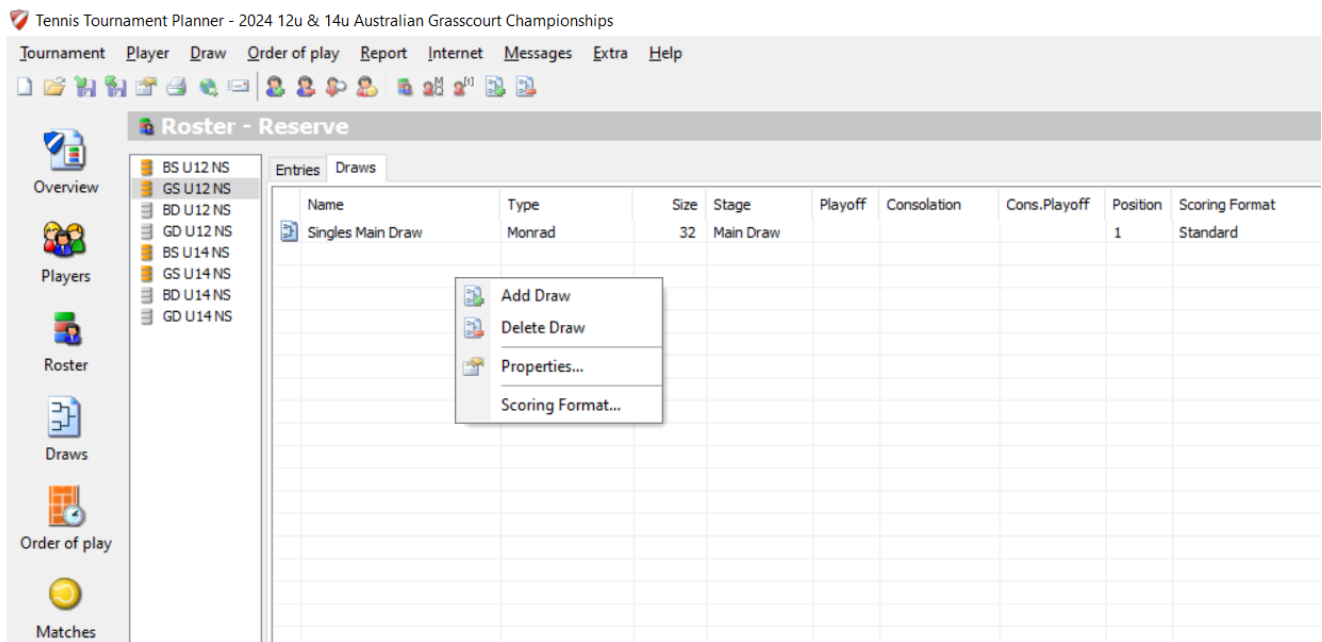 Tennis Tournament Planner - 2024 12u & 14u Australian Grasscourt Championships
Tournament Player Draw Order of play Report Internet Messages Extra Help
Roster - Reserve
Overview
Players
Roster
Draws
Order of play
Matches
BS U12 NS
GS U12 NS
BD U12 NS
GD U12 NS
BS U14 NS
GS U14 NS
BD U14 NS
GD U14 NS
Entries Draws
Name Type Size Stage Playoff Consolation Cons.Playoff Position Scoring Format
Singles Main Draw Monrad 32 Main Draw 1 Standard
Add Draw
Delete Draw
Properties...
Scoring Format...